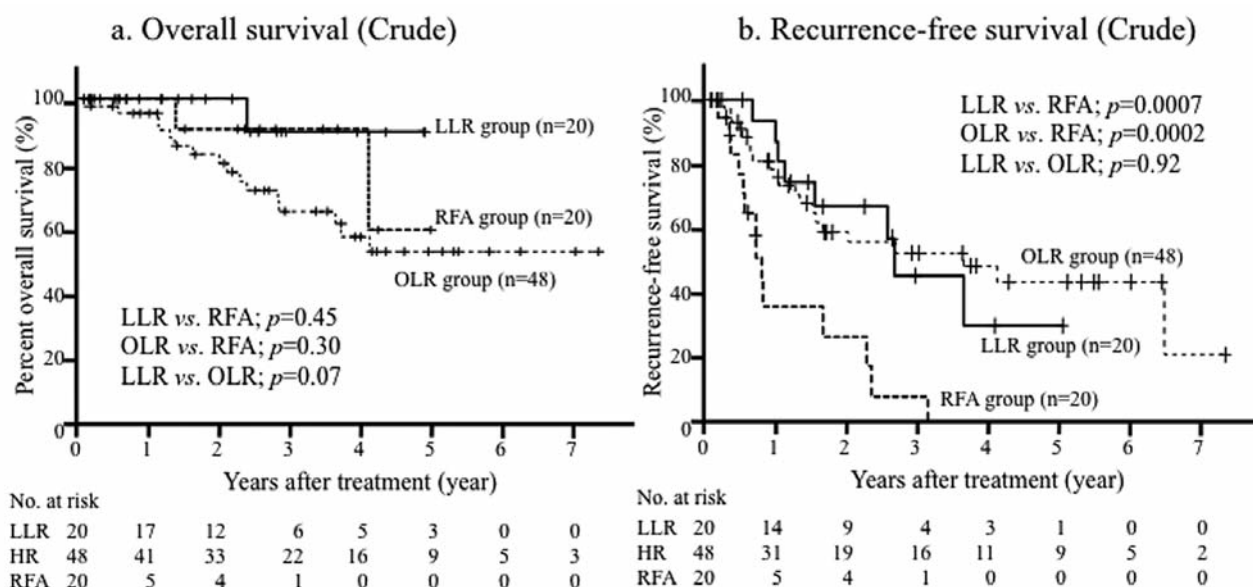 a. Overall survival (Crude)
Percent overall survival (%)
100
80
60
40
20
0
LLR group (n=20)
RFA group (n=20)
OLR group (n=48)
LLR vs. RFA; p=0.45
OLR vs. RFA; p=0.30
LLR vs. OLR; p=0.07
0 1 2 3 4 5 6 7
Years after treatment (year)
No. at risk
LLR 20 17 12 6 5 3 0 0
HR 48 41 33 22 16 9 5 3
RFA 20 5 4 1 0 0 0 0
b. Recurrence-free survival (Crude)
Recurrence-free survival (%)
100
80
60
40
20
0
LLR vs. RFA; p=0.0007
OLR vs. RFA; p=0.0002
LLR vs. OLR; p=0.92
OLR group (n=48)
LLR group (n=20)
RFA group (n=20)
0 1 2 3 4 5 6 7
Years after treatment (year)
No. at risk
LLR 20 14 9 4 3 1 0 0
HR 48 31 19 16 11 9 5 2
RFA 20 5 4 1 0 0 0 0